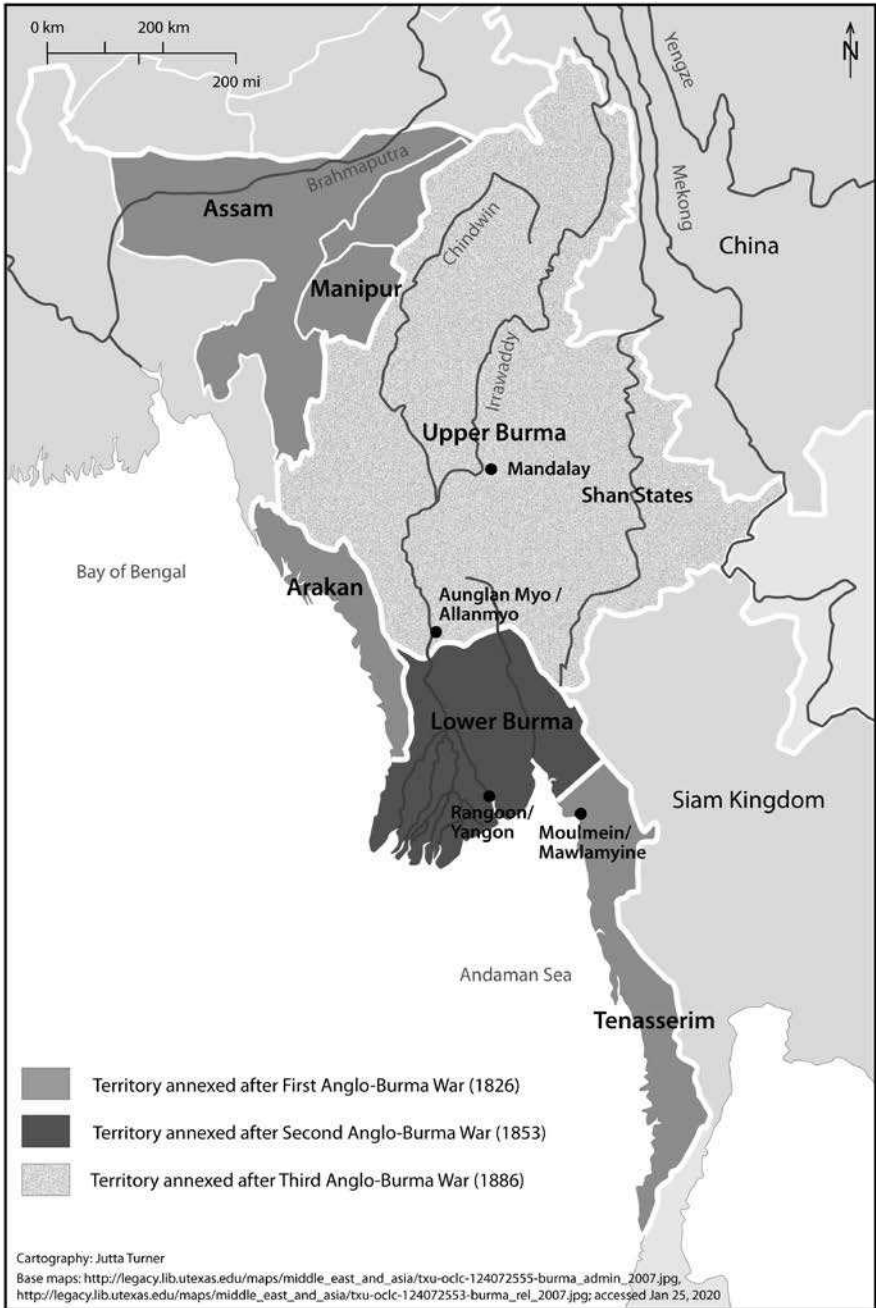 0 km
200 km
200 mi
N
Yengze
Brahmaputra
Assam
Mekong
China
Chindwin
Manipur
Irrawaddy
Upper Burma
Mandalay
Shan States
Bay of Bengal
Arakan
Aunglan Myo /
Allanmyo
Lower Burma
Siam Kingdom
Rangoon/
Yangon
Moulmein/
Mawlamyine
Andaman Sea
Tenasserim
Territory annexed after First Anglo-Burma War (1826)
Territory annexed after Second Anglo-Burma War (1853)
Territory annexed after Third Anglo-Burma War (1886)
Cartography: Jutta Turner
Base maps: http://legacy.lib.utexas.edu/maps/middle_east_and_asia/txu-oclc-124072555-burma_admin_2007.jpg,
http://legacy.lib.utexas.edu/maps/middle_east_and_asia/txu-oclc-124072553-burma_rel_2007.jpg; accessed Jan 25, 2020